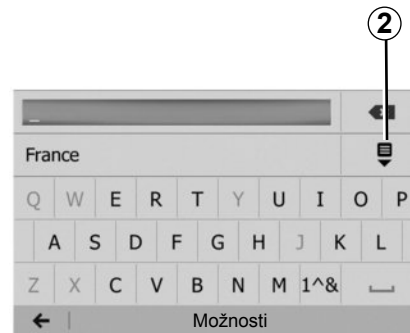 2
_
France
Q W E R T Y U I O P
A S D F G H J K L
Z X C V B N M 1^&
Možnosti